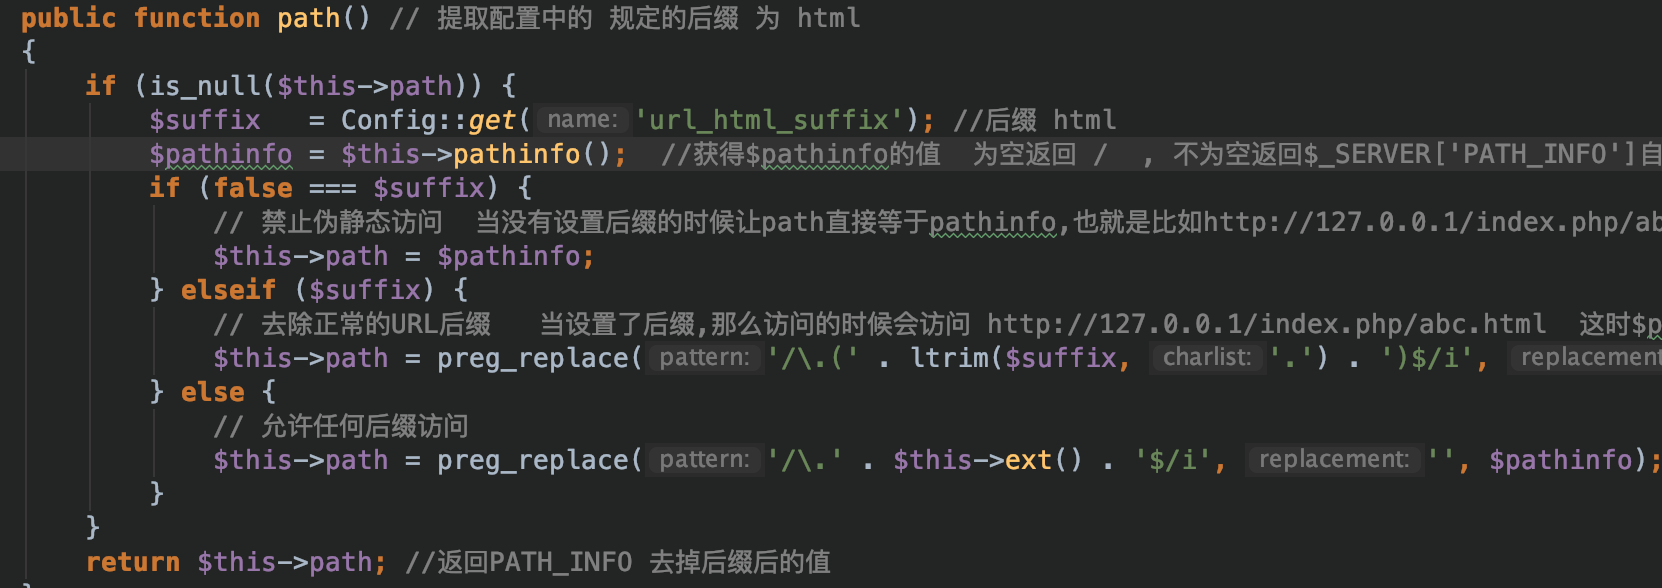 public function path() // 提取配置中的 规定的后缀 为 html
{
if (is_null($this->path)) {
$suffix   = Config::get( name: 'url_html_suffix'); //后缀 html
$pathinfo = $this->pathinfo();  //获得$pathinfo的值  为空返回 /  , 不为空返回$_SERVER['PATH_INFO']自
if (false === $suffix) {
// 禁止伪静态访问  当没有设置后缀的时候让path直接等于pathinfo,也就是比如http://127.0.0.1/index.php/ab
$this->path = $pathinfo;
} elseif ($suffix) {
// 去除正常的URL后缀   当设置了后缀,那么访问的时候会访问 http://127.0.0.1/index.php/abc.html  这时$p
$this->path = preg_replace( pattern: '/\.(' . ltrim($suffix, charlist: '.') . ')$/i', replacement
} else {
// 允许任何后缀访问
$this->path = preg_replace( pattern: '/\.' . $this->ext() . '$/i', replacement: '', $pathinfo);
}
}
return $this->path; //返回PATH_INFO 去掉后缀后的值